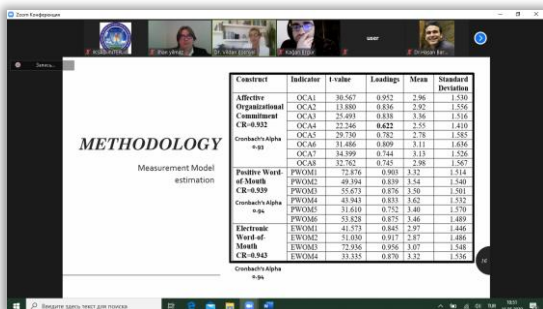 Zoom Конференция
Запись...
ilhan yilmaz
Dr. Vildan
Kağan
user
Dr.Hasan
METHODOLOGY
Measurement Model
estimation
Construct Indicator t-value Loadings Mean Standard Deviation
Affective Organizational Commitment CR=0.932
Cronbach's Alpha
0.93
OCA1 30.567 0.952 2.96 1.530
OCA2 13.880 0.836 2.92 1.556
OCA3 25.493 0.838 3.36 1.516
OCA4 22.246 0.622 2.55 1.410
OCA5 29.730 0.782 2.78 1.585
OCA6 31.486 0.809 3.11 1.636
OCA7 34.399 0.744 3.13 1.526
OCA8 32.762 0.745 2.98 1.567
Positive Word-of-Mouth CR=0.939
Cronbach's Alpha
0.94
PWOM1 72.876 0.903 3.32 1.514
PWOM2 49.394 0.839 3.54 1.540
PWOM3 55.673 0.876 3.50 1.501
PWOM4 43.943 0.833 3.62 1.532
PWOM5 31.610 0.752 3.40 1.570
PWOM6 53.828 0.875 3.46 1.489
Electronic Word-of-Mouth CR=0.943
Cronbach's Alpha
0.94
EWOM1 41.573 0.845 2.97 1.446
EWOM2 51.030 0.917 2.87 1.486
EWOM3 72.936 0.956 3.07 1.548
EWOM4 33.335 0.870 3.32 1.536
16
Введите здесь текст для поиска